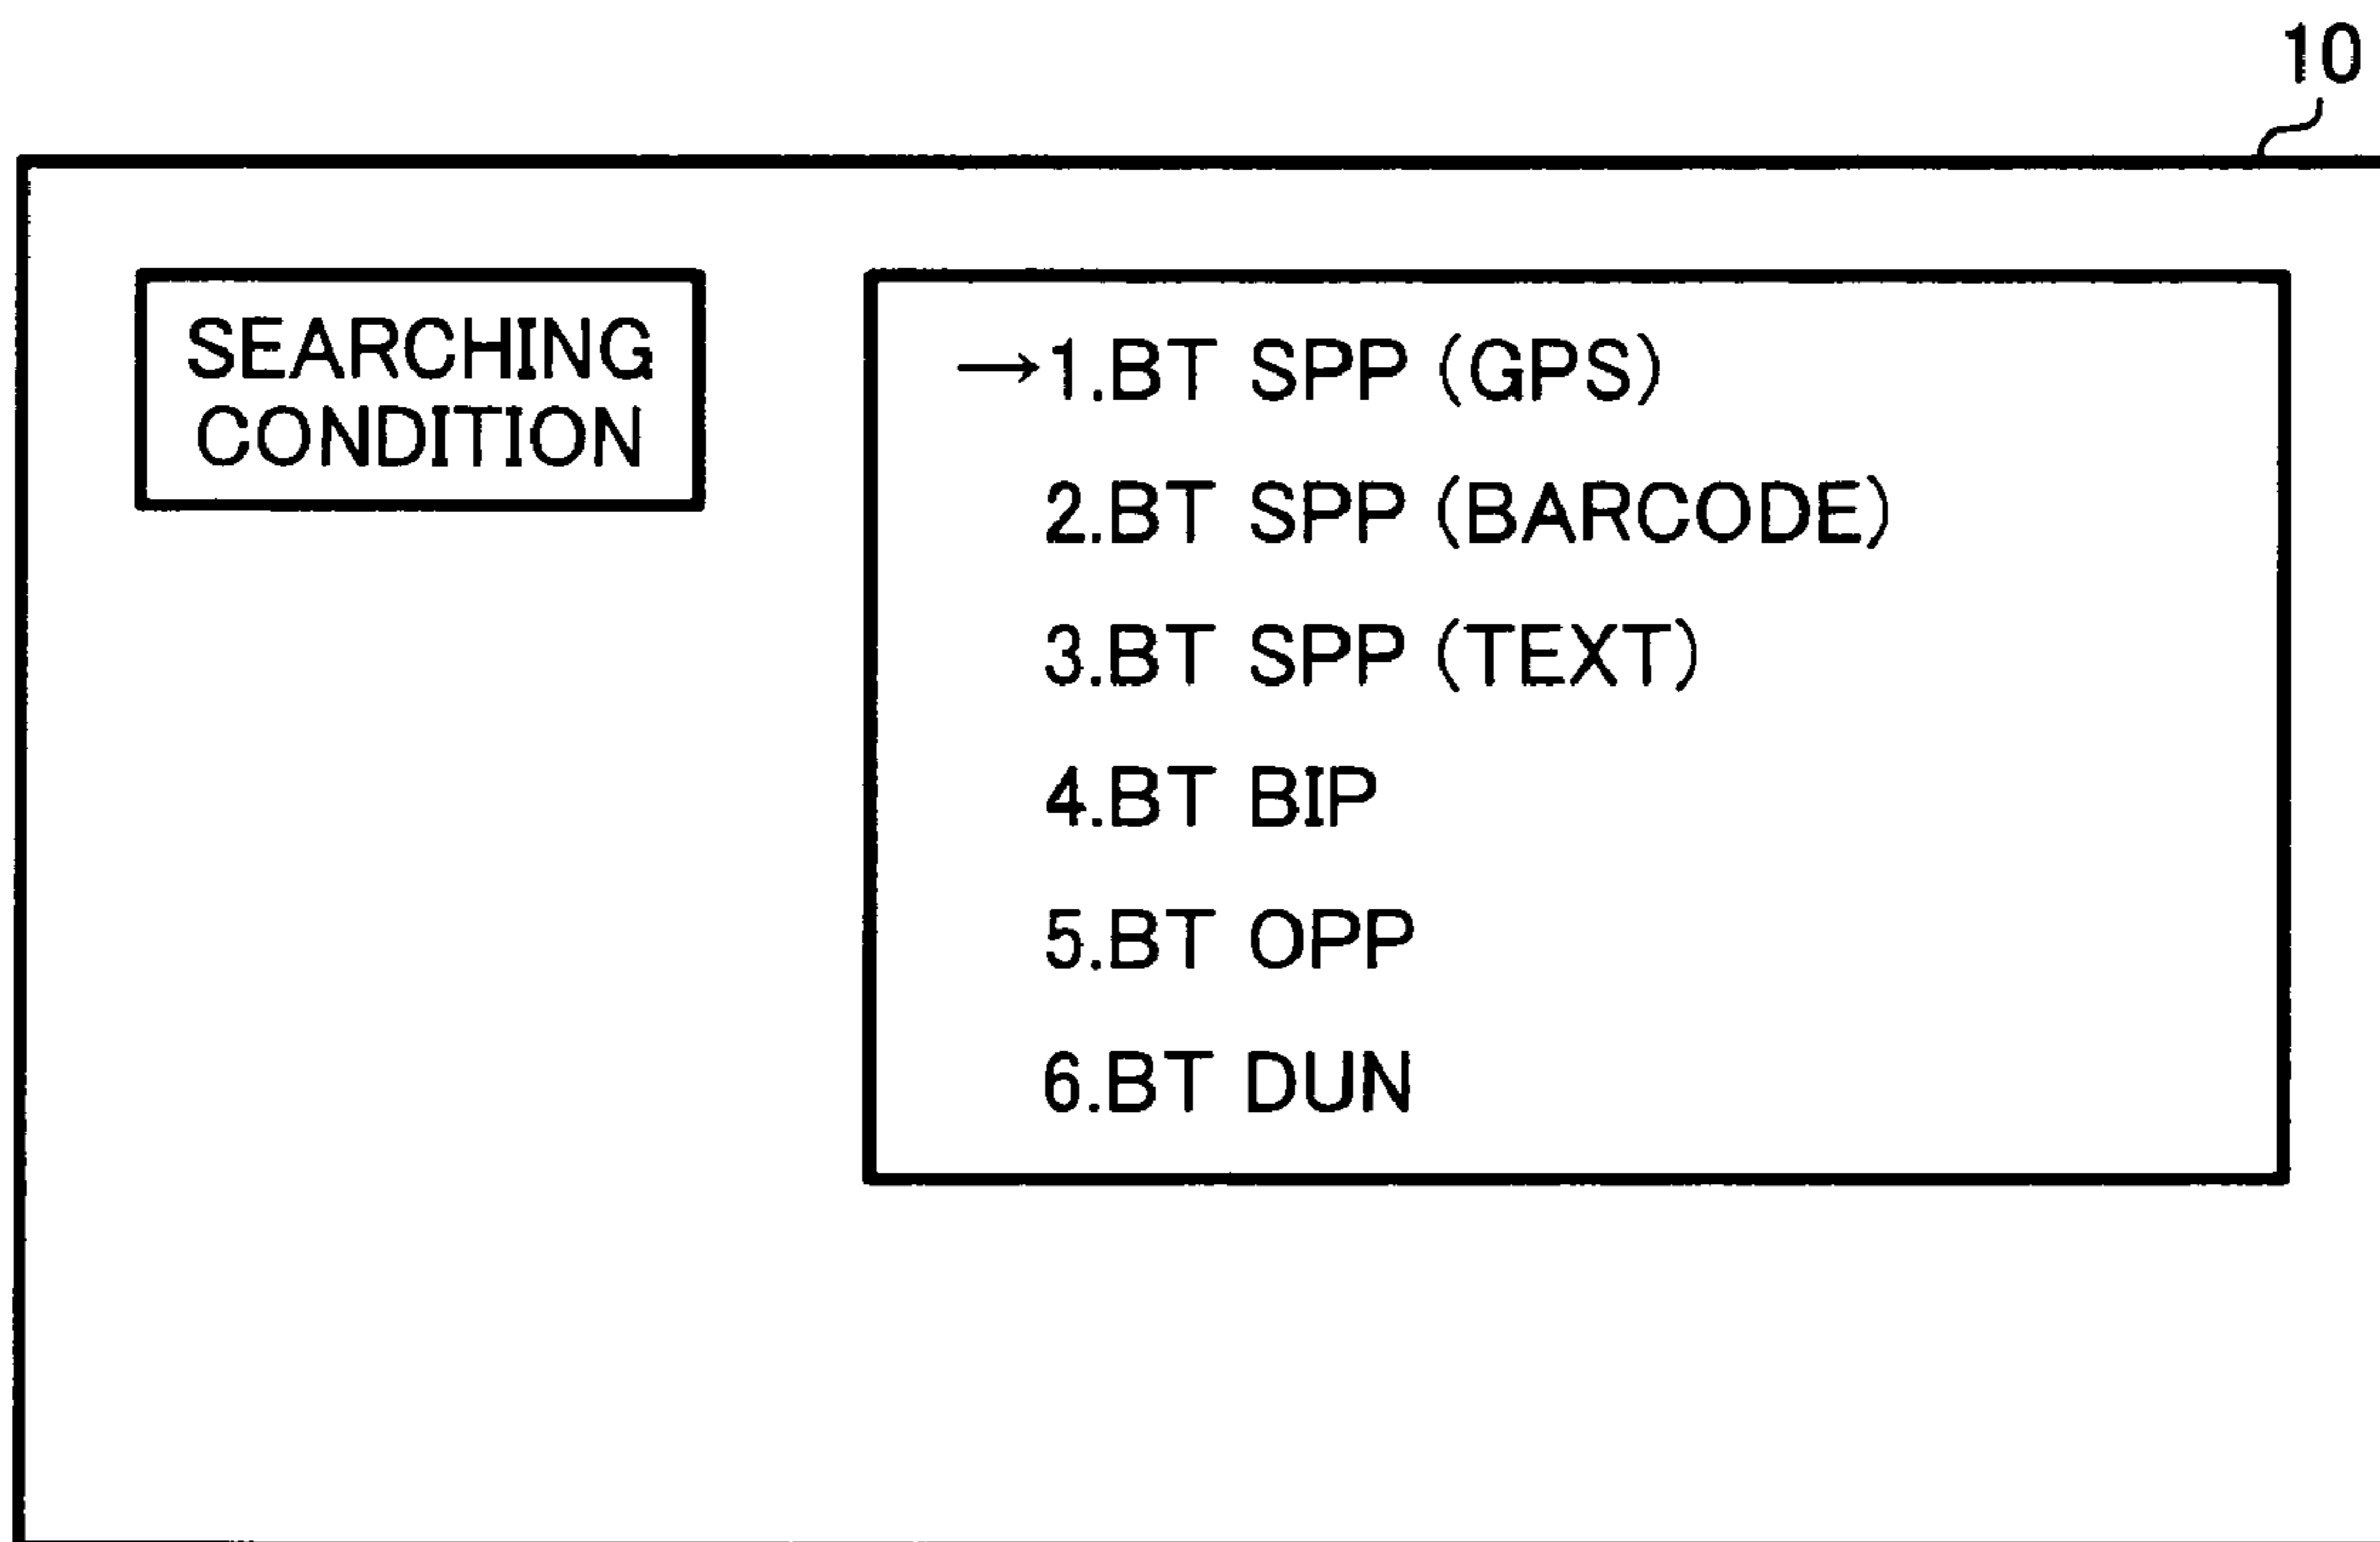 10
SEARCHING
CONDITION
→1.BT SPP (GPS)
2.BT SPP (BARCODE)
3.BT SPP (TEXT)
4.BT BIP
5.BT OPP
6.BT DUN